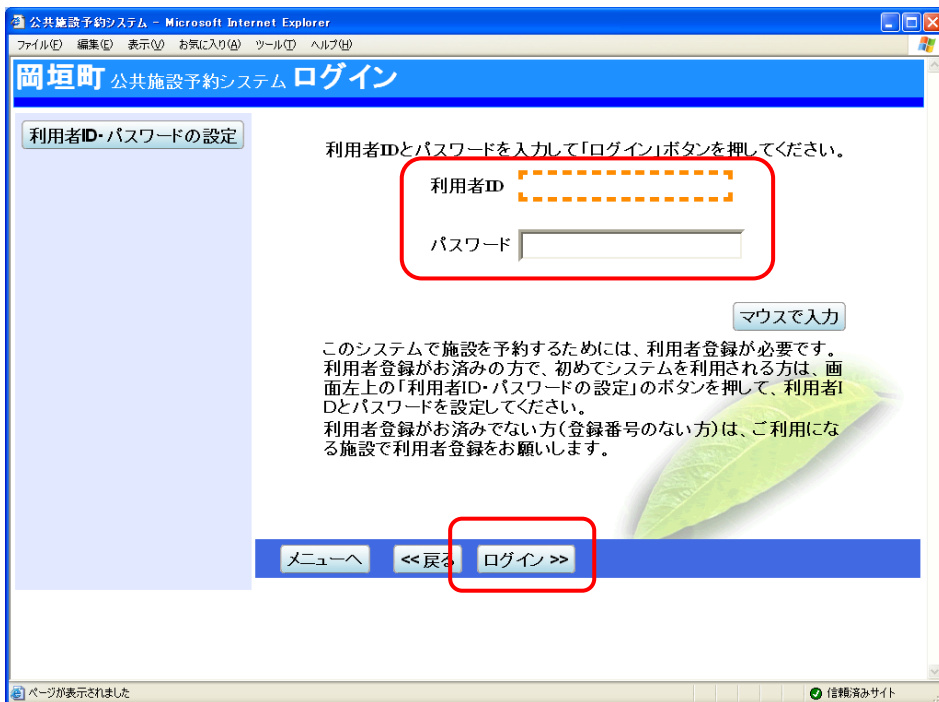 公共施設予約システム - Microsoft Internet Explorer
ファイル(F) 編集(E) 表示(V) お気に入り(A) ツール(T) ヘルプ(H)
岡垣町 公共施設予約システム ログイン
利用者ID・パスワードの設定
利用者IDとパスワードを入力して「ログイン」ボタンを押してください。
利用者ID
パスワード
マウスで入力
このシステムで施設を予約するためには、利用者登録が必要です。
利用者登録がお済みの方で、初めてシステムを利用される方は、画
面左上の「利用者ID・パスワードの設定」のボタンを押して、利用者I
Dとパスワードを設定してください。
利用者登録がお済みでない方(登録番号のない方)は、ご利用にな
る施設で利用者登録をお願いします。
メニューへ <<戻る ログイン >>
ページが表示されました 信頼済みサイト